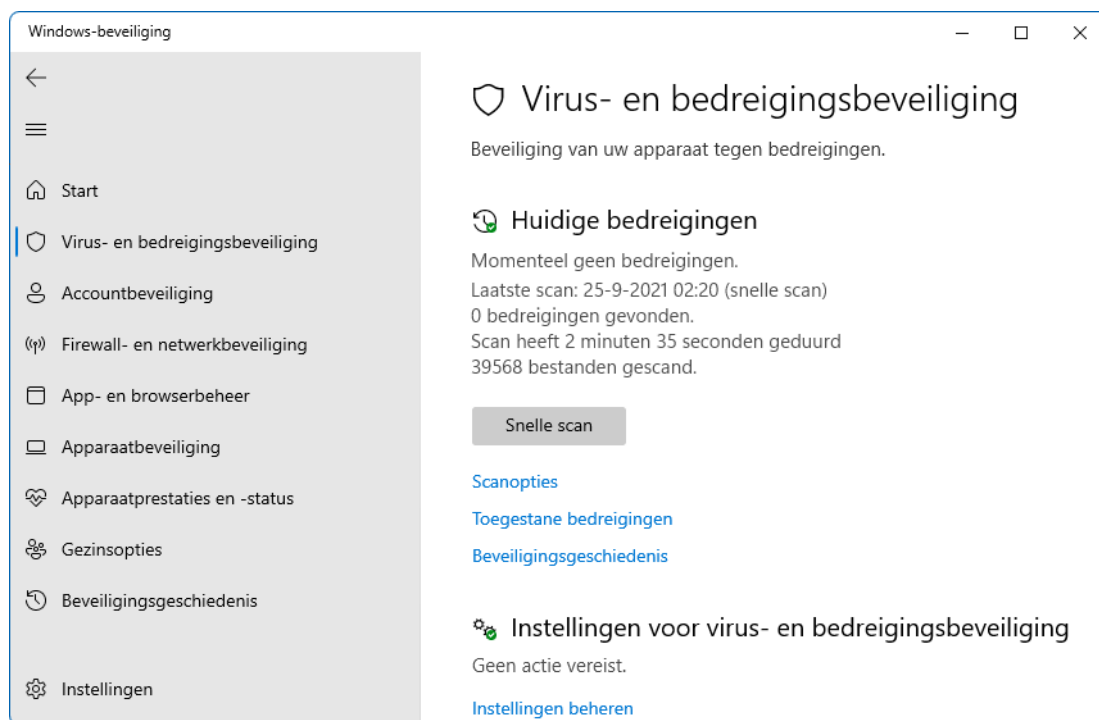 Windows-beveiliging
Start
Virus- en bedreigingsbeveiliging
Accountbeveiliging
Firewall- en netwerkbeveiliging
App- en browserbeheer
Apparaatbeveiliging
Apparaatprestaties en -status
Gezinsopties
Beveiligingsgeschiedenis
Instellingen
Virus- en bedreigingsbeveiliging
Beveiliging van uw apparaat tegen bedreigingen.
Huidige bedreigingen
Momenteel geen bedreigingen.
Laatste scan: 25-9-2021 02:20 (snelle scan)
0 bedreigingen gevonden.
Scan heeft 2 minuten 35 seconden geduurd
39568 bestanden gescand.
Snelle scan
Scanopties
Toegestane bedreigingen
Beveiligingsgeschiedenis
Instellingen voor virus- en bedreigingsbeveiliging
Geen actie vereist.
Instellingen beheren